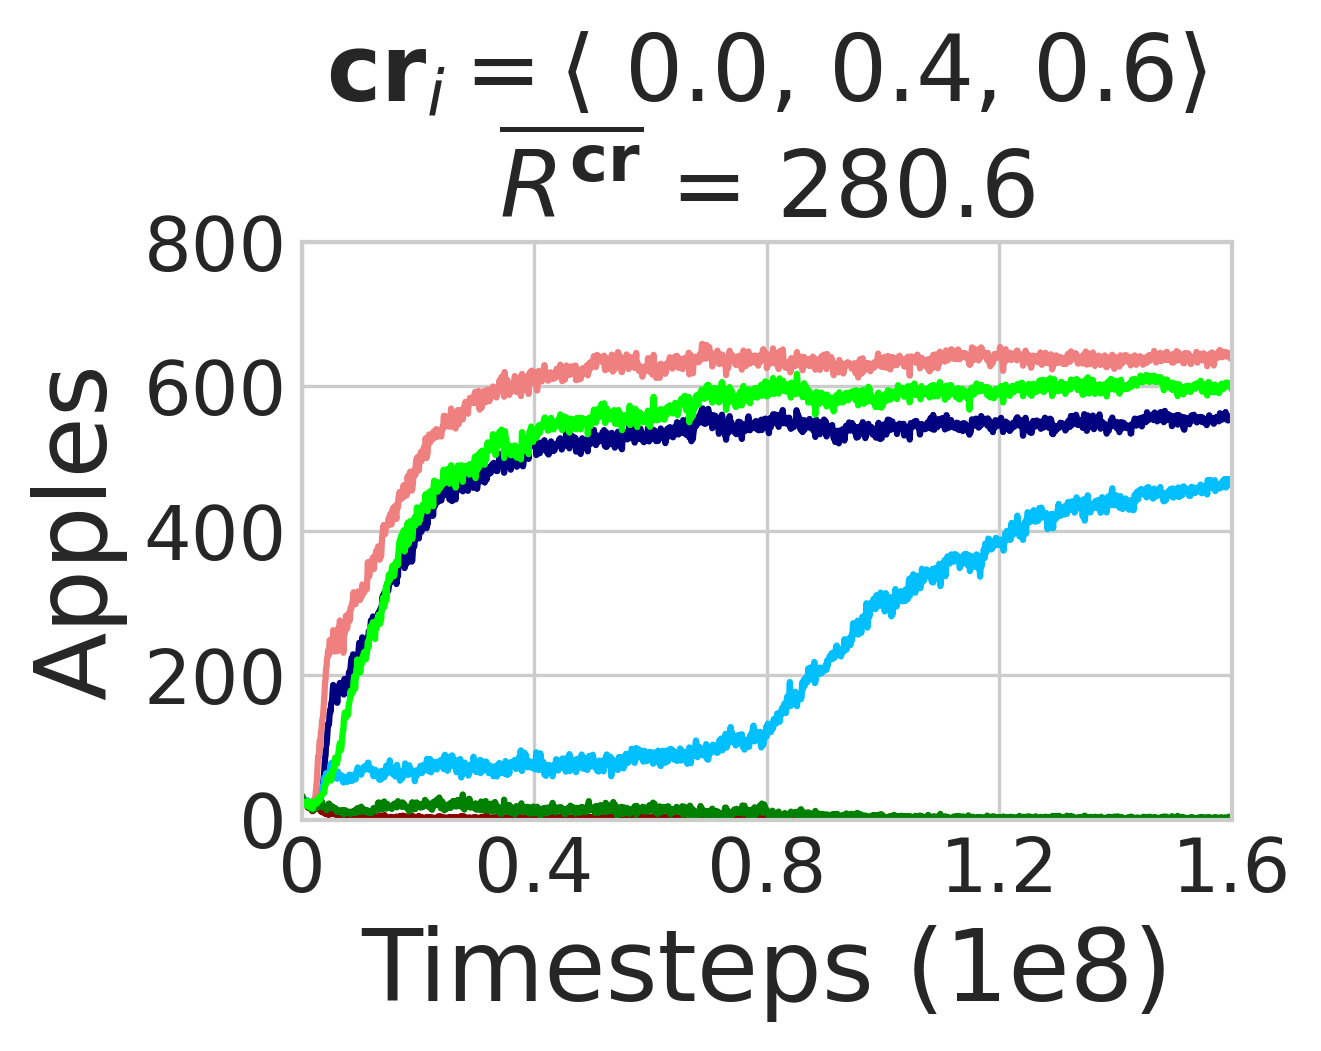 cr_i = ⟨ 0.0, 0.4, 0.6⟩
\overline{R^{cr}} = 280.6
800
600
400
200
0
Apples
0 0.4 0.8 1.2 1.6
Timesteps (1e8)